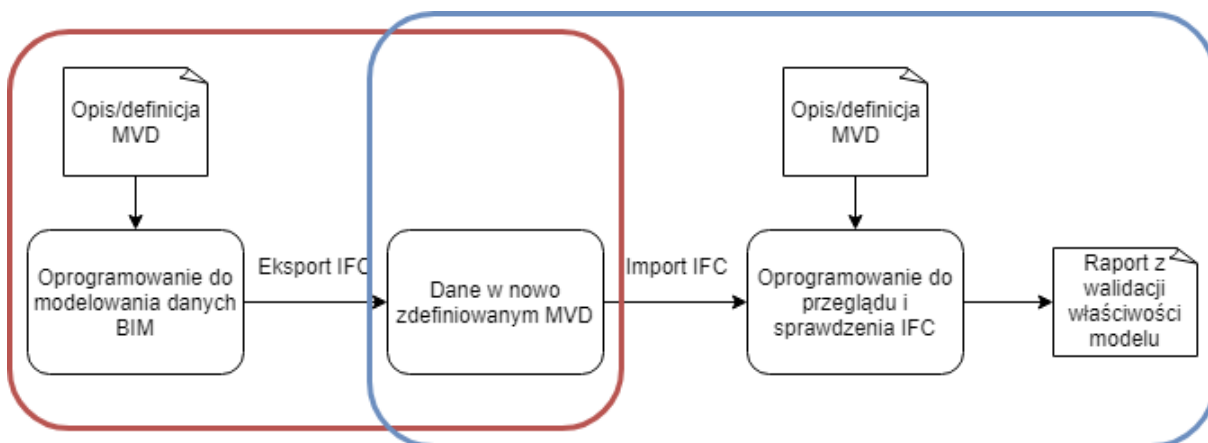 Opis/definicja
MVD
Opis/definicja
MVD
Oprogramowanie do
modelowania danych
BIM
Eksport IFC
Dane w nowo
zdefiniowanym MVD
Import IFC
Oprogramowanie do
przeglądu i
sprawdzenia IFC
Raport z
walidacji
właściwości
modelu